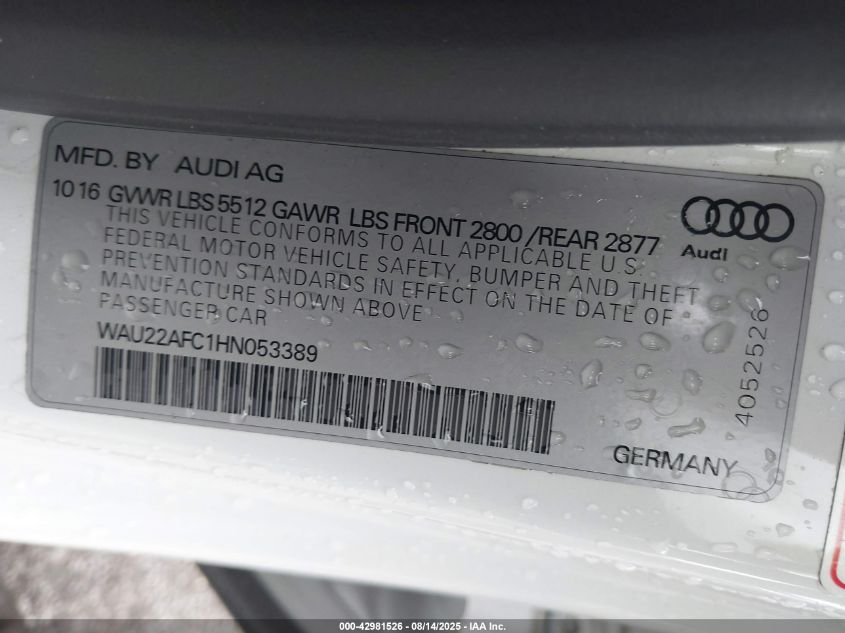 MFD. BY AUDI AG
10 16 GVWR LBS 5512 GAWR LBS FRONT 2800 /REAR 2877
THIS VEHICLE CONFORMS TO ALL APPLICABLE U.S.
FEDERAL MOTOR VEHICLE SAFETY, BUMPER AND THEFT
PREVENTION STANDARDS IN EFFECT ON THE DATE OF
MANUFACTURE SHOWN ABOVE
PASSENGER CAR
WAU22AFC1HN053389
Audi
4052526
GERMANY
000-42981526 - 08/14/2025 - IAA Inc.